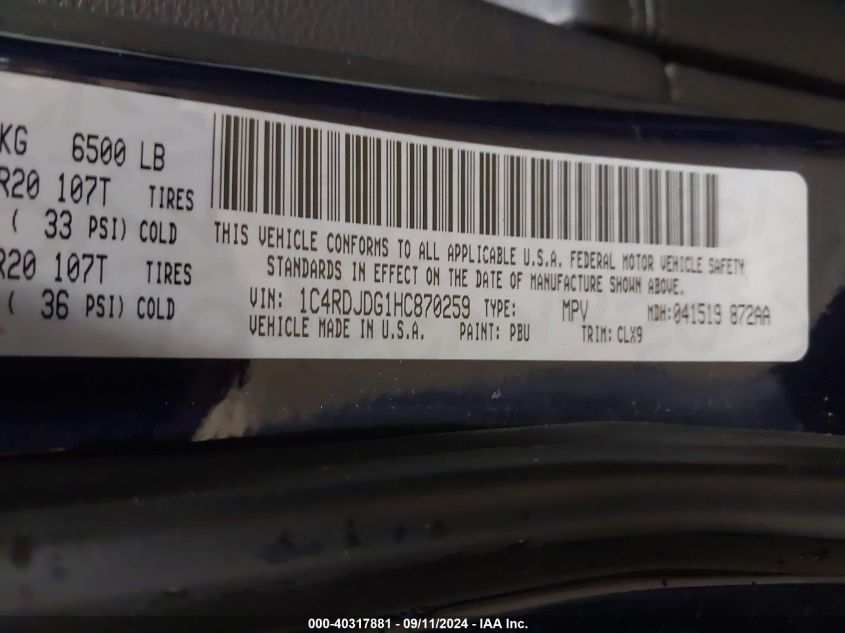 KG 6500 LB
R20 107T TIRES
( 33 PSI) COLD
R20 107T TIRES
( 36 PSI) COLD
THIS VEHICLE CONFORMS TO ALL APPLICABLE U.S.A. FEDERAL MOTOR VEHICLE SAFETY
STANDARDS IN EFFECT ON THE DATE OF MANUFACTURE SHOWN ABOVE.
VIN: 1C4RDJDG1HC870259 TYPE: MPV MDH:041519 872AA
VEHICLE MADE IN U.S.A. PAINT: PBU TRIM: CLX9
000-40317881 - 09/11/2024 - IAA Inc.